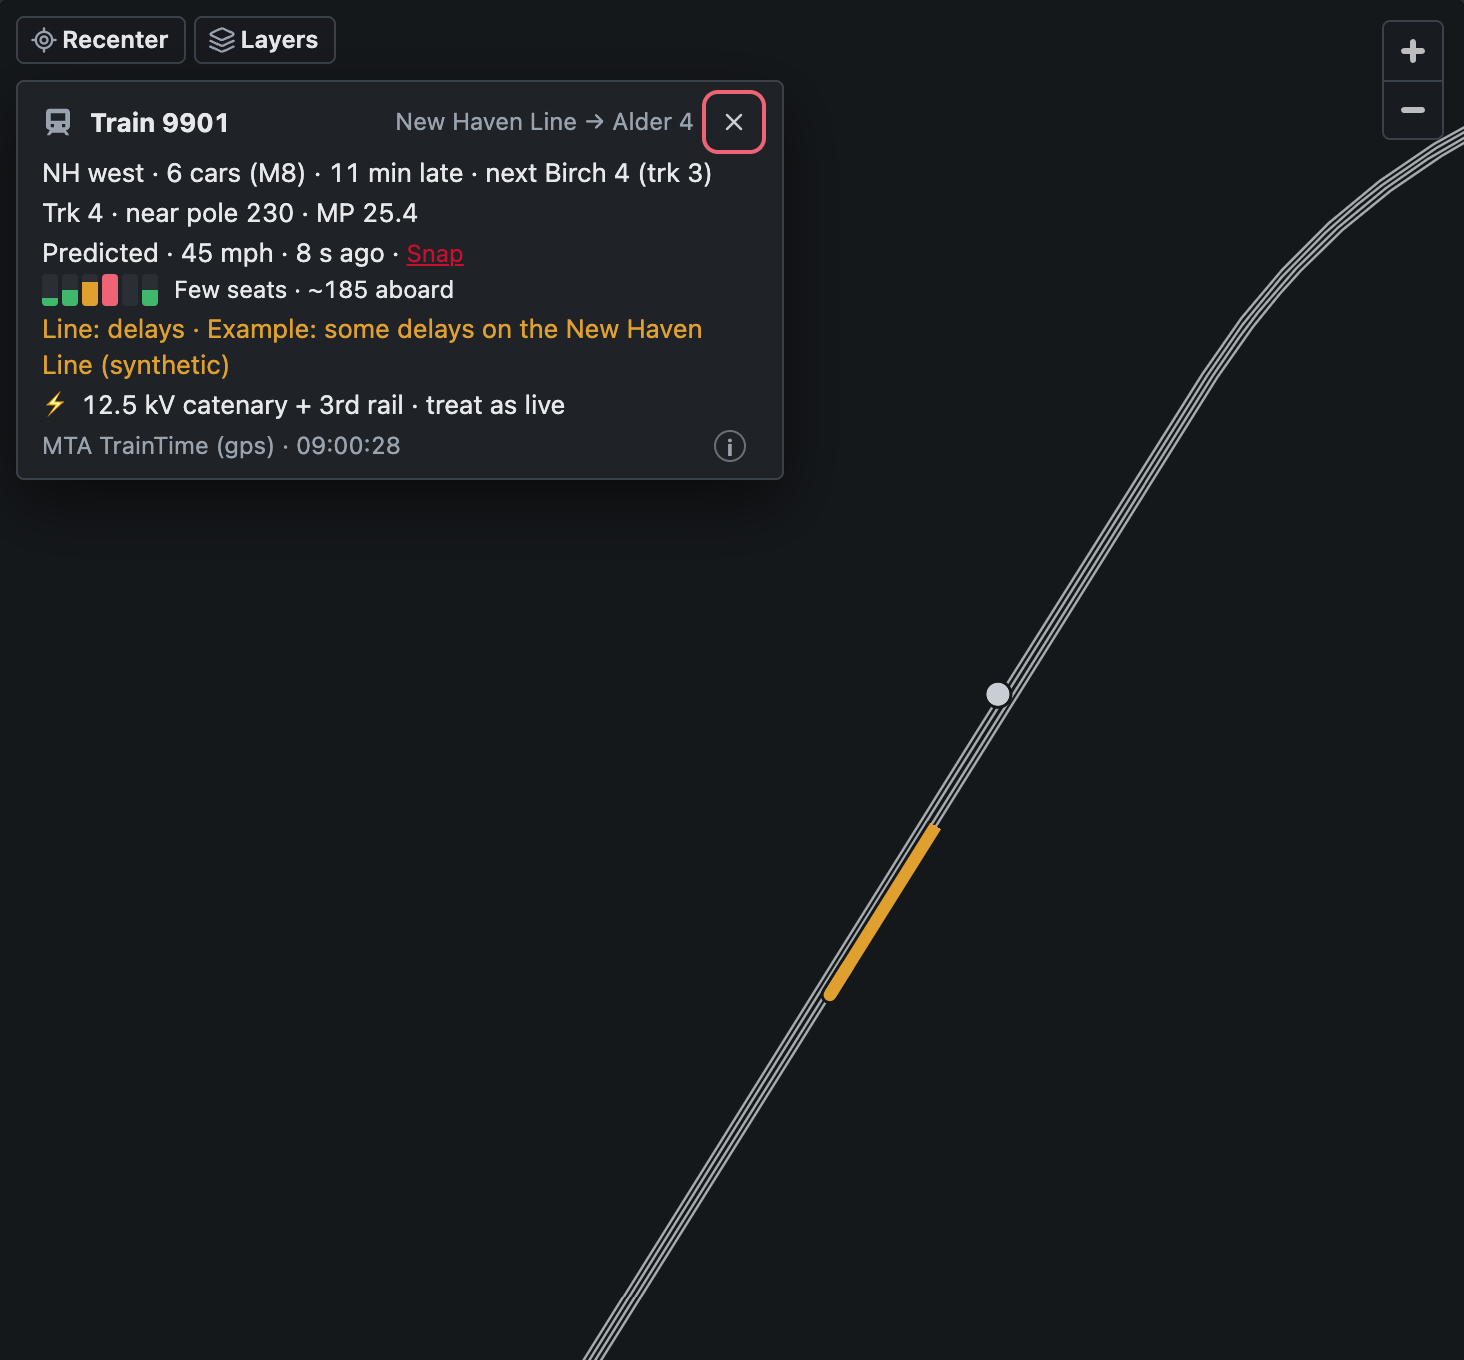 Recenter
Layers
Train 9901
New Haven Line → Alder 4
NH west · 6 cars (M8) · 11 min late · next Birch 4 (trk 3)
Trk 4 · near pole 230 · MP 25.4
Predicted · 45 mph · 8 s ago · Snap
Few seats · ~185 aboard
Line: delays · Example: some delays on the New Haven
Line (synthetic)
⚡ 12.5 kV catenary + 3rd rail · treat as live
MTA TrainTime (gps) · 09:00:28